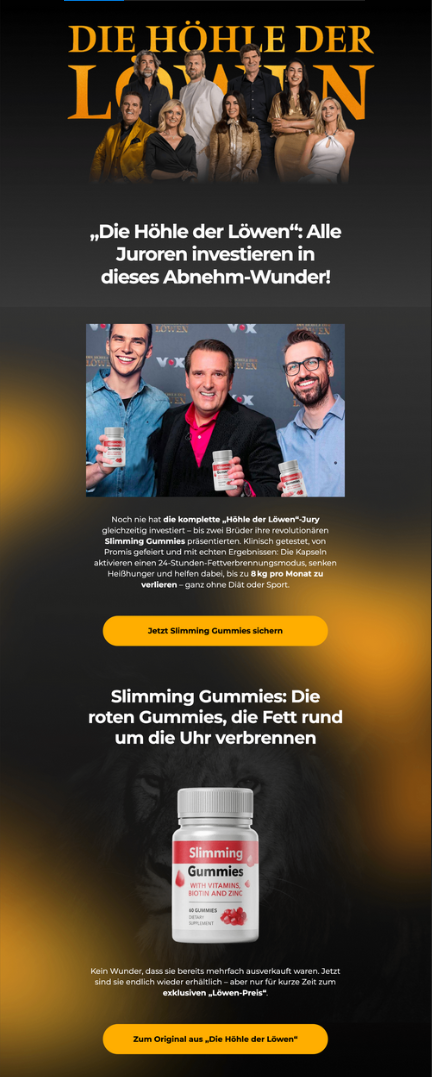 DIE HÖHLE DER
LÖWEN
„Die Höhle der Löwen“: Alle
Juroren investieren in
dieses Abnehm-Wunder!
VOX
Noch nie hat die komplette „Höhle der Löwen“-Jury
gleichzeitig investiert – bis zwei Brüder ihre revolutionären
Slimming Gummies präsentierten. Klinisch getestet, von
Promis gefeiert und mit echten Ergebnissen: Die Kapseln
aktivieren einen 24-Stunden-Fettverbrennungsmodus, senken
Heißhunger und helfen dabei, bis zu 8 kg pro Monat zu
verlieren – ganz ohne Diät oder Sport.
Jetzt Slimming Gummies sichern
Slimming Gummies: Die
roten Gummies, die Fett rund
um die Uhr verbrennen
Slimming
Gummies
WITH VITAMINS,
BIOTIN AND ZINC
60 GUMMIES
DIETARY
SUPPLEMENT
Kein Wunder, dass sie bereits mehrfach ausverkauft waren. Jetzt
sind sie endlich wieder erhältlich – aber nur für kurze Zeit zum
exklusiven „Löwen-Preis“.
Zum Original aus „Die Höhle der Löwen“